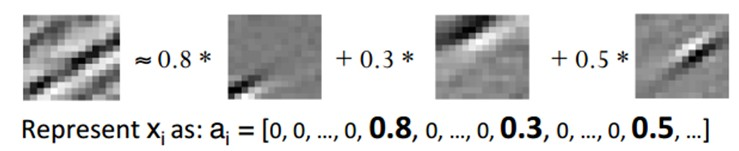 ≈ 0.8 * + 0.3 * + 0.5 *
Represent xᵢ as: aᵢ = [0, 0, ..., 0, 0.8, 0, ..., 0, 0.3, 0, ..., 0, 0.5, ...]